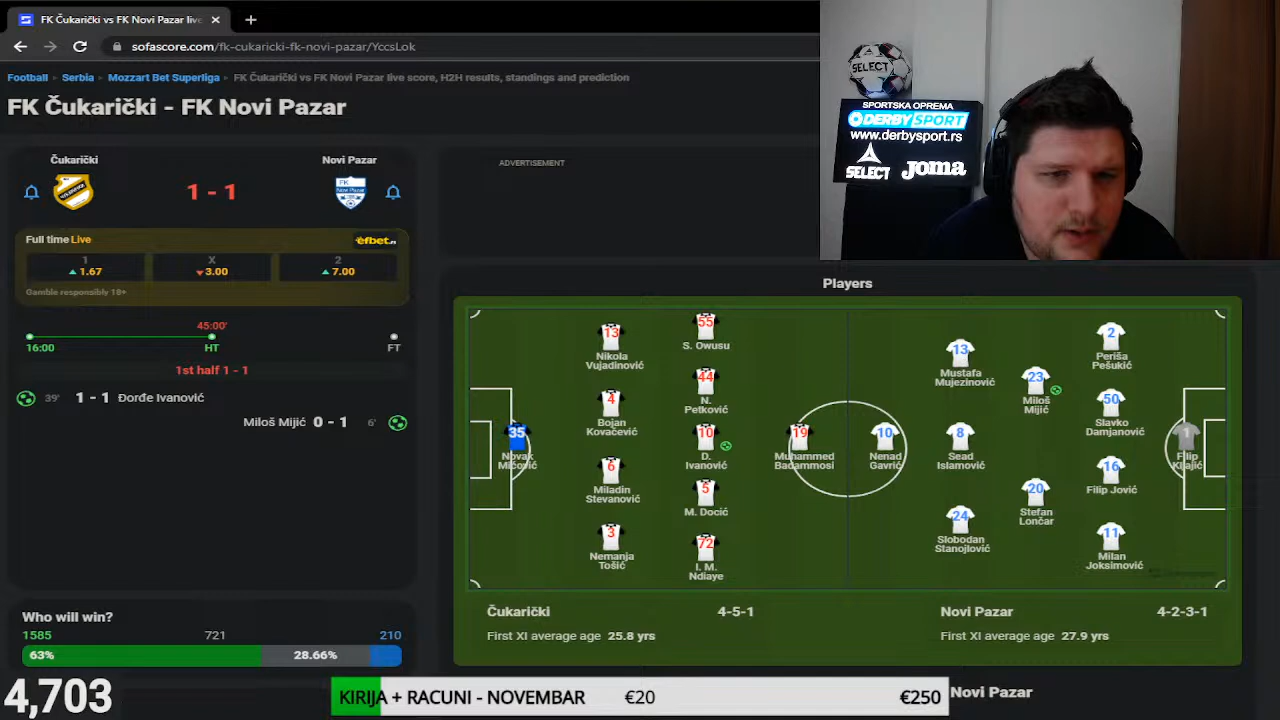 FK Čukarički vs FK Novi Pazar live
sofascore.com/fk-cukaricki-fk-novi-pazar/YccsLok
Football Serbia Mozzart Bet Superliga FK Čukarički vs FK Novi Pazar live score, H2H results, standings and prediction
FK Čukarički - FK Novi Pazar
Čukarički
Novi Pazar
1 - 1
Full time Live
efbet.rs
1
1.67
X
3.00
2
7.00
Gamble responsibly 18+
45:00'
16:00
HT
FT
1st half 1 - 1
39' 1 - 1 Đorđe Ivanović
Miloš Mijić 0 - 1 6'
Who will win?
1585
721
210
63%
28.66%
ADVERTISEMENT
SELECT
SPORTSKA OPREMA
DERBYSPORT
www.derbysport.rs
SELECT
Joma
Players
35
Novak
Mićović
13
Nikola
Vujadinović
4
Bojan
Kovačević
6
Miladin
Stevanović
3
Nemanja
Tošić
55
S. Owusu
44
N.
Petković
10
D.
Ivanović
5
M. Docić
72
I. M.
Ndiaye
19
Muhammed
Badamosi
10
Nenad
Gavrić
13
Mustafa
Mujezinović
8
Sead
Islamović
24
Slobodan
Stanojlović
23
Miloš
Mijić
20
Stefan
Lončar
2
Periša
Pešukić
50
Slavko
Damjanović
16
Filip Jović
11
Milan
Joksimović
1
Filip
Kljajić
Čukarički
4-5-1
First XI average age 25.8 yrs
Novi Pazar
4-2-3-1
First XI average age 27.9 yrs
4,703
KIRIJA + RACUNI - NOVEMBAR
€20
€250
Novi Pazar